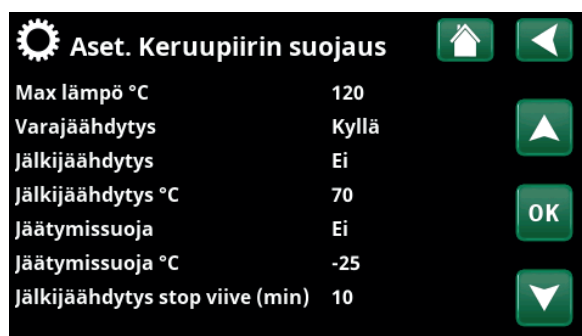 Aset. Keruupiirin suojaus
Max lämpö °C 120
Varajäähdytys Kyllä
Jälkijäähdytys Ei
Jälkijäähdytys °C 70
Jäätymissuoja Ei
OK
Jäätymissuoja °C -25
Jälkijäähdytys stop viive (min) 10